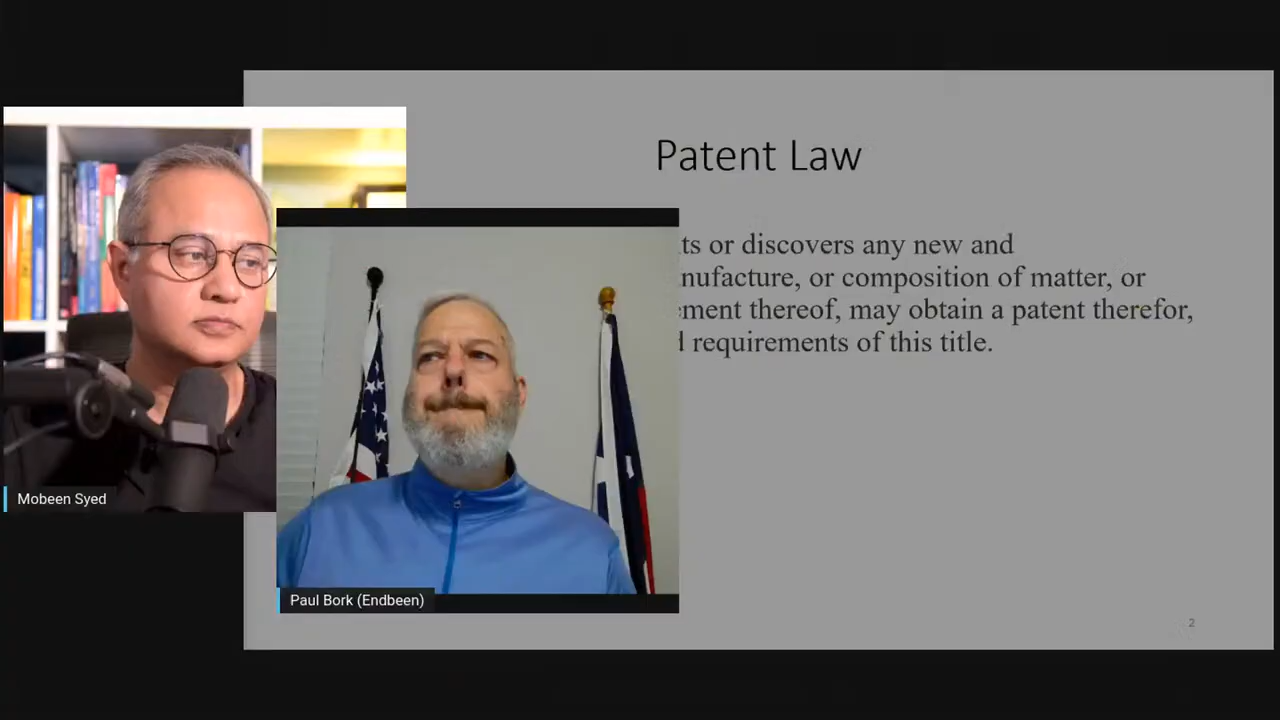 Patent Law
ts or discovers any new and
nufacture, or composition of matter, or
ment thereof, may obtain a patent therefor,
requirements of this title.
Mobeen Syed
Paul Bork (Endbeen)
2